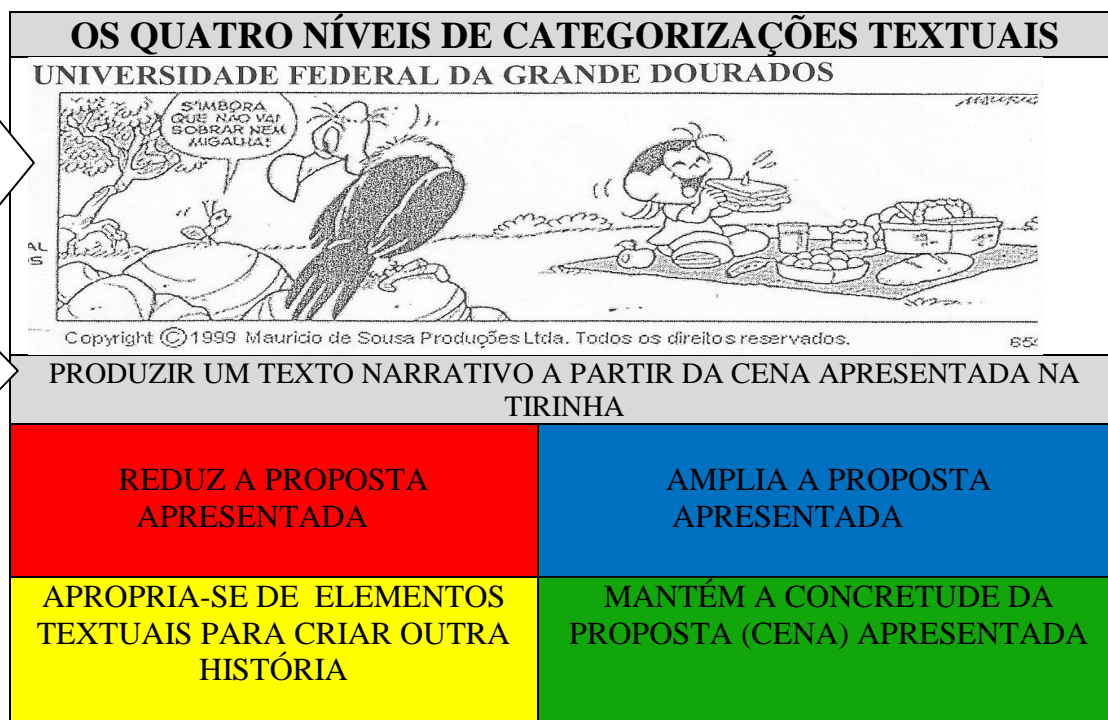 OS QUATRO NÍVEIS DE CATEGORIZAÇÕES TEXTUAIS
UNIVERSIDADE FEDERAL DA GRANDE DOURADOS
S'IMBORA
QUE NÃO VAI
SOBRAR NEM
MIGALHA!
Copyright ©1999 Mauricio de Sousa Produções Ltda. Todos os direitos reservados.
PRODUZIR UM TEXTO NARRATIVO A PARTIR DA CENA APRESENTADA NA
TIRINHA
REDUZ A PROPOSTA
APRESENTADA
AMPLIA A PROPOSTA
APRESENTADA
APROPRIA-SE DE ELEMENTOS
TEXTUAIS PARA CRIAR OUTRA
HISTÓRIA
MANTÉM A CONCRETUDE DA
PROPOSTA (CENA) APRESENTADA